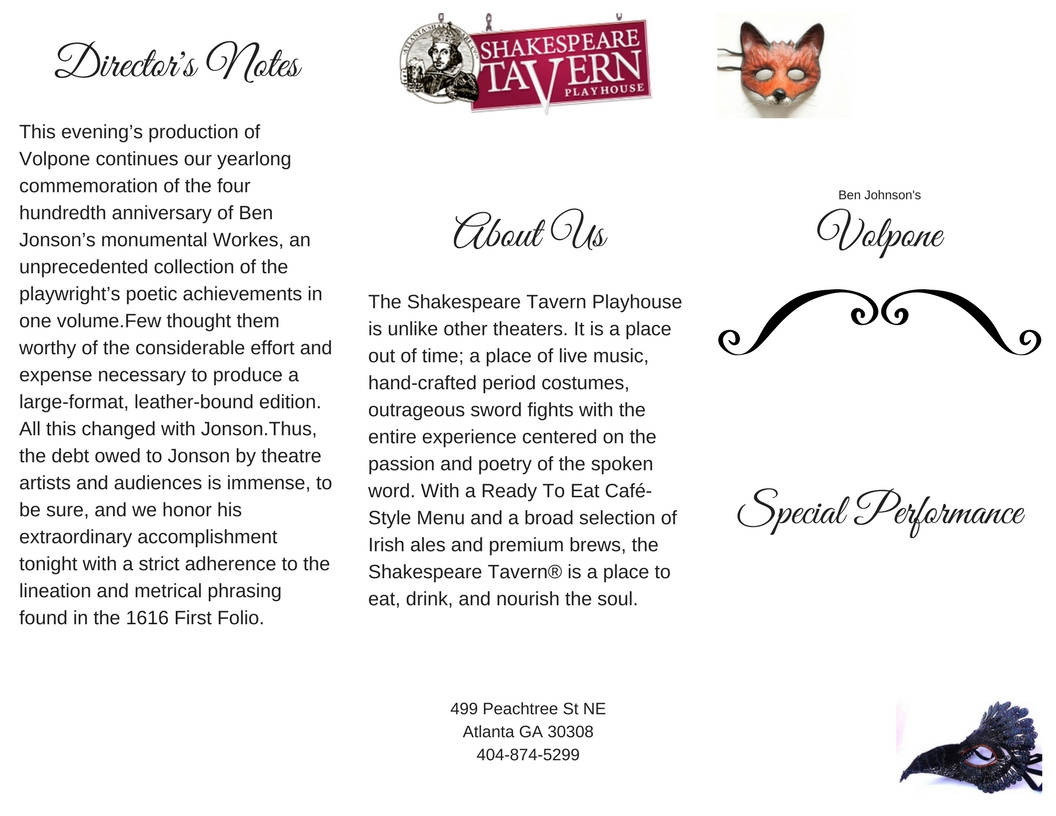 Director's Notes
This evening’s production of
Volpone continues our yearlong
commemoration of the four
hundredth anniversary of Ben
Jonson’s monumental Workes, an
unprecedented collection of the
playwright’s poetic achievements in
one volume.Few thought them
worthy of the considerable effort and
expense necessary to produce a
large-format, leather-bound edition.
All this changed with Jonson.Thus,
the debt owed to Jonson by theatre
artists and audiences is immense, to
be sure, and we honor his
extraordinary accomplishment
tonight with a strict adherence to the
lineation and metrical phrasing
found in the 1616 First Folio.
SHAKESPEARE
TAVERN
PLAYHOUSE
About Us
The Shakespeare Tavern Playhouse
is unlike other theaters. It is a place
out of time; a place of live music,
hand-crafted period costumes,
outrageous sword fights with the
entire experience centered on the
passion and poetry of the spoken
word. With a Ready To Eat Café-
Style Menu and a broad selection of
Irish ales and premium brews, the
Shakespeare Tavern® is a place to
eat, drink, and nourish the soul.
499 Peachtree St NE
Atlanta GA 30308
404-874-5299
Ben Johnson's
Volpone
Special Performance